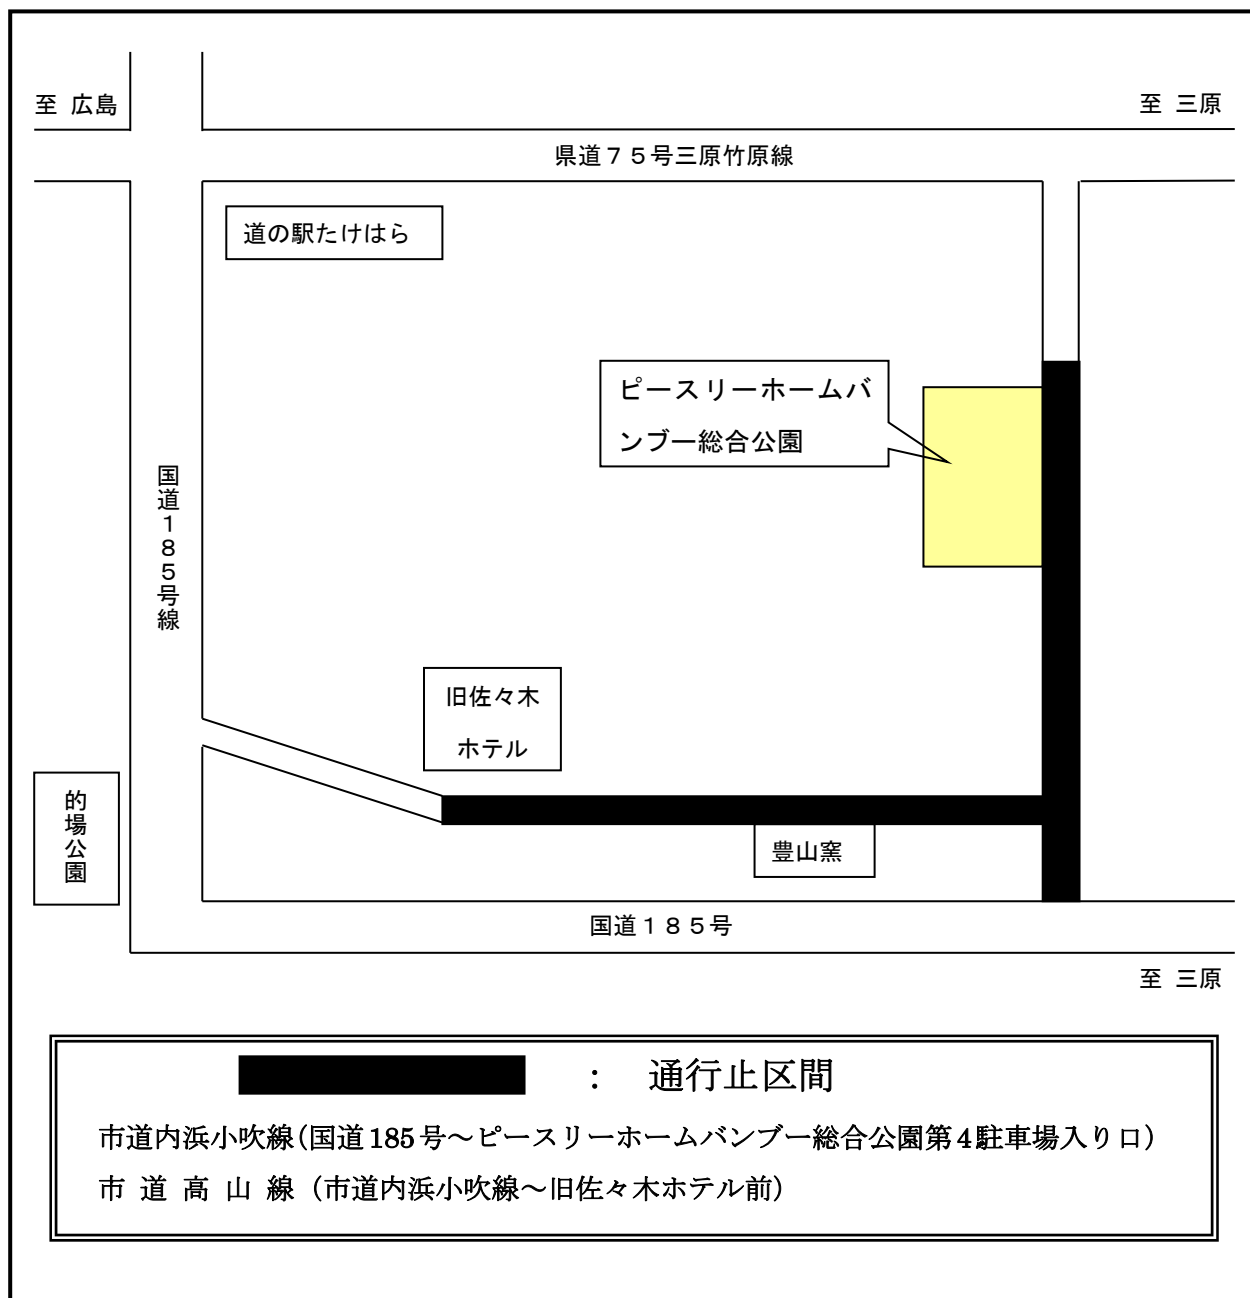 至 広島
至 三原
県道７５号三原竹原線
道の駅たけはら
ピースリーホームバ
ンブー総合公園
国道１８５号線
旧佐々木
ホテル
的場公園
豊山窯
国道１８５号
至 三原
： 通行止区間
市道内浜小吹線(国道185号～ピースリーホームバンブー総合公園第4駐車場入り口)
市 道 高 山 線 (市道内浜小吹線～旧佐々木ホテル前)